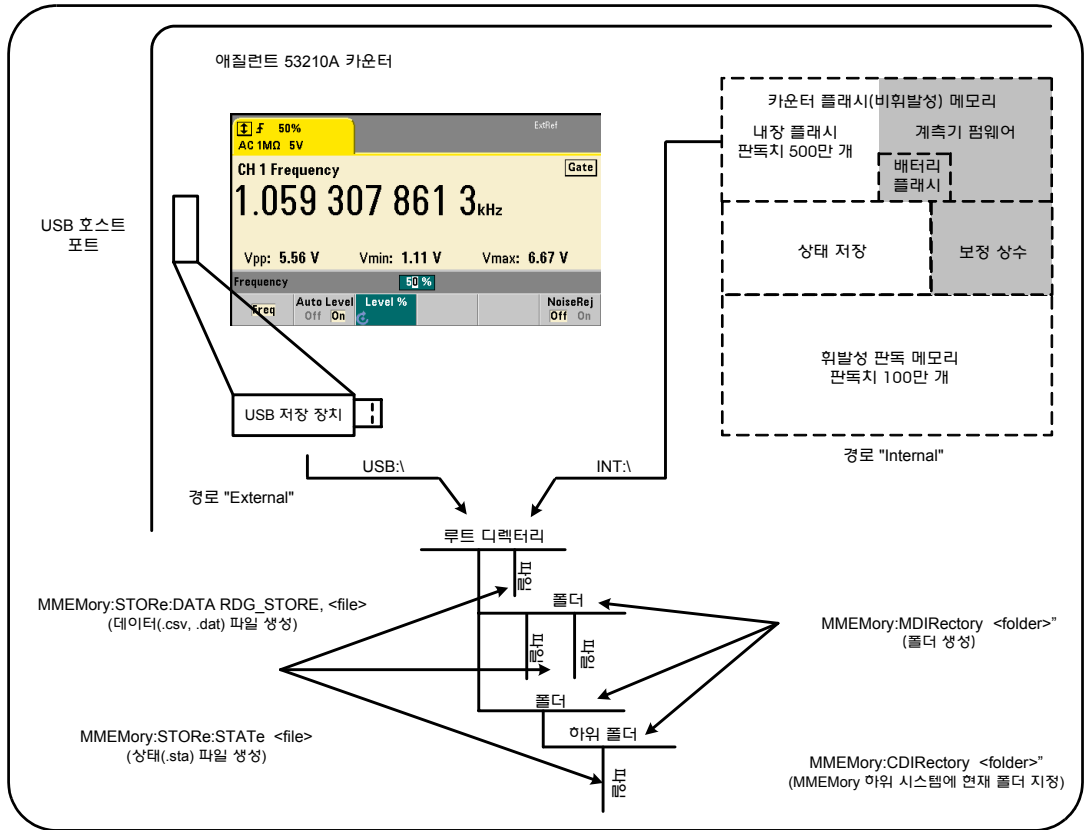 애질런트 53210A 카운터
50%
AC 1MΩ 5V
ExtRef
CH 1 Frequency
Gate
1.059 307 861 3kHz
Vpp: 5.56 V Vmin: 1.11 V Vmax: 6.67 V
Frequency
50 %
Freq
Auto Level
Off On
Level %
NoiseRej
Off On
USB 호스트
포트
USB 저장 장치
카운터 플래시(비휘발성) 메모리
내장 플래시
판독치 500만 개
계측기 펌웨어
배터리
플래시
상태 저장
보정 상수
휘발성 판독 메모리
판독치 100만 개
경로 "Internal"
USB:\
INT:\
경로 "External"
루트 디렉터리
파일
폴더
파일
파일
폴더
하위 폴더
파일
MMEMory:STORe:DATA RDG_STORE, <file>
(데이터(.csv, .dat) 파일 생성)
MMEMory:MDIRectory <folder>”
(폴더 생성)
MMEMory:STORe:STATe <file>
(상태(.sta) 파일 생성)
MMEMory:CDIRectory <folder>”
(MMEMory 하위 시스템에 현재 폴더 지정)